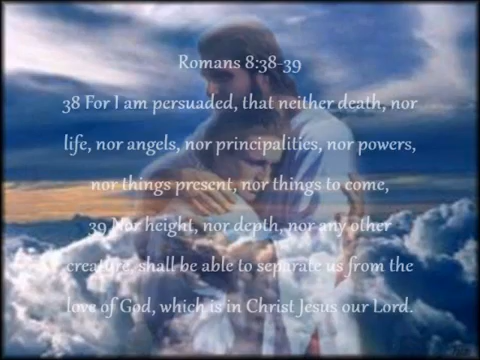 Romans 8:38-39
38 For I am persuaded, that neither death, nor
life, nor angels, nor principalities, nor powers,
nor things present, nor things to come,
39 Nor height, nor depth, nor any other
creature, shall be able to separate us from the
love of God, which is in Christ Jesus our Lord.